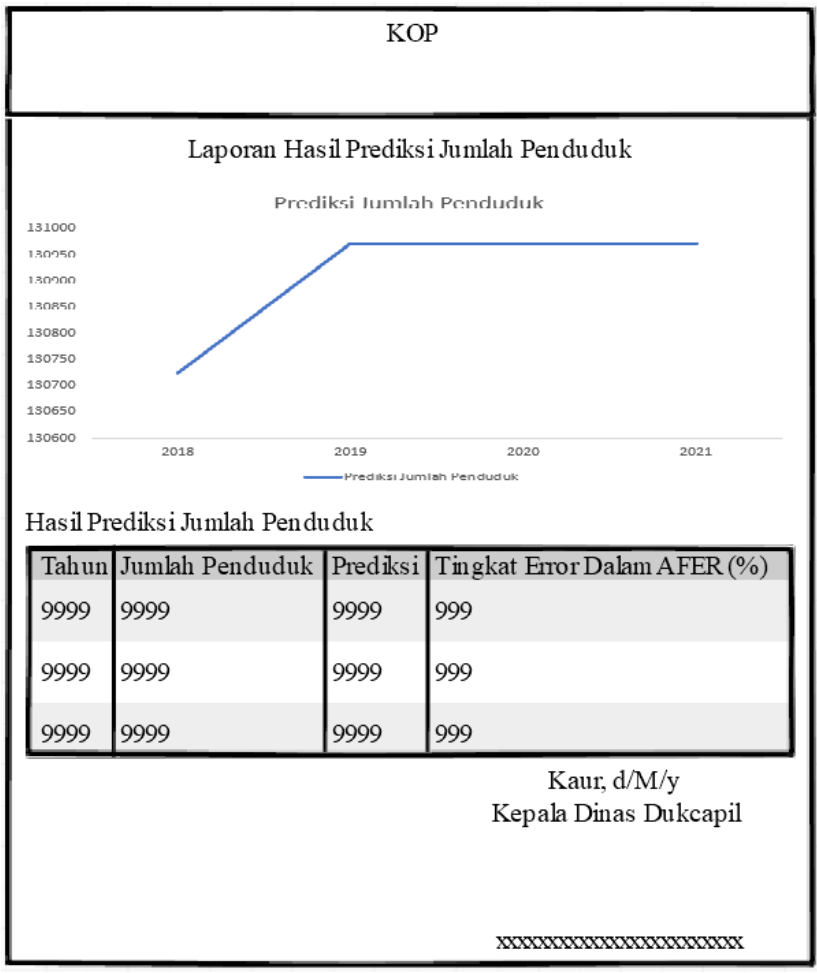 KOP
Laporan Hasil Prediksi Jumlah Penduduk
Prediksi Jumlah Penduduk
131000
130950
130900
130850
130800
130750
130700
130650
130600
2018 2019 2020 2021
Prediksi Jumlah Penduduk
Hasil Prediksi Jumlah Penduduk
Tahun Jumlah Penduduk Prediksi Tingkat Error Dalam AFER (%)
9999 9999 9999 999
9999 9999 9999 999
9999 9999 9999 999
Kaur, d/M/y
Kepala Dinas Dukcapil
xxxxxxxxxxxxxxxxxxxxxxxxx